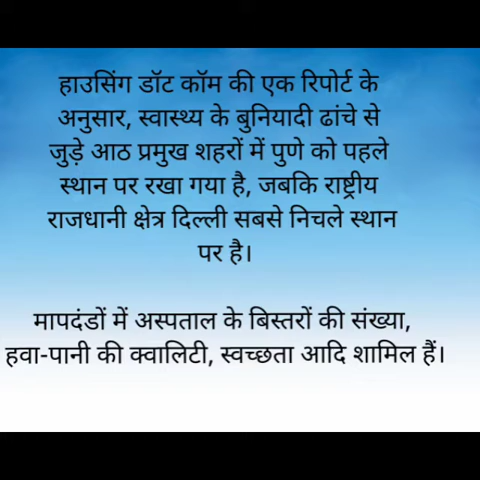 हाउसिंग डॉट कॉम की एक रिपोर्ट के
अनुसार, स्वास्थ्य के बुनियादी ढांचे से
जुड़े आठ प्रमुख शहरों में पुणे को पहले
स्थान पर रखा गया है, जबकि राष्ट्रीय
राजधानी क्षेत्र दिल्ली सबसे निचले स्थान
पर है।
मापदंडों में अस्पताल के बिस्तरों की संख्या,
हवा-पानी की क्वालिटी, स्वच्छता आदि शामिल हैं।